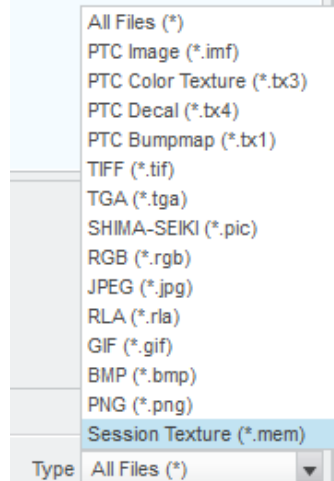 All Files (*)
PTC Image (*.imf)
PTC Color Texture (*.tx3)
PTC Decal (*.tx4)
PTC Bumpmap (*.tx1)
TIFF (*.tif)
TGA (*.tga)
SHIMA-SEIKI (*.pic)
RGB (*.rgb)
JPEG (*.jpg)
RLA (*.rla)
GIF (*.gif)
BMP (*.bmp)
PNG (*.png)
Session Texture (*.mem)
Type All Files (*)